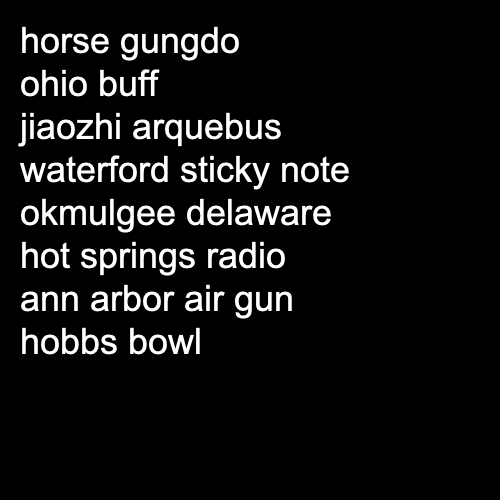 horse gungdo
ohio buff
jiaozhi arquebus
waterford sticky note
okmulgee delaware
hot springs radio
ann arbor air gun
hobbs bowl